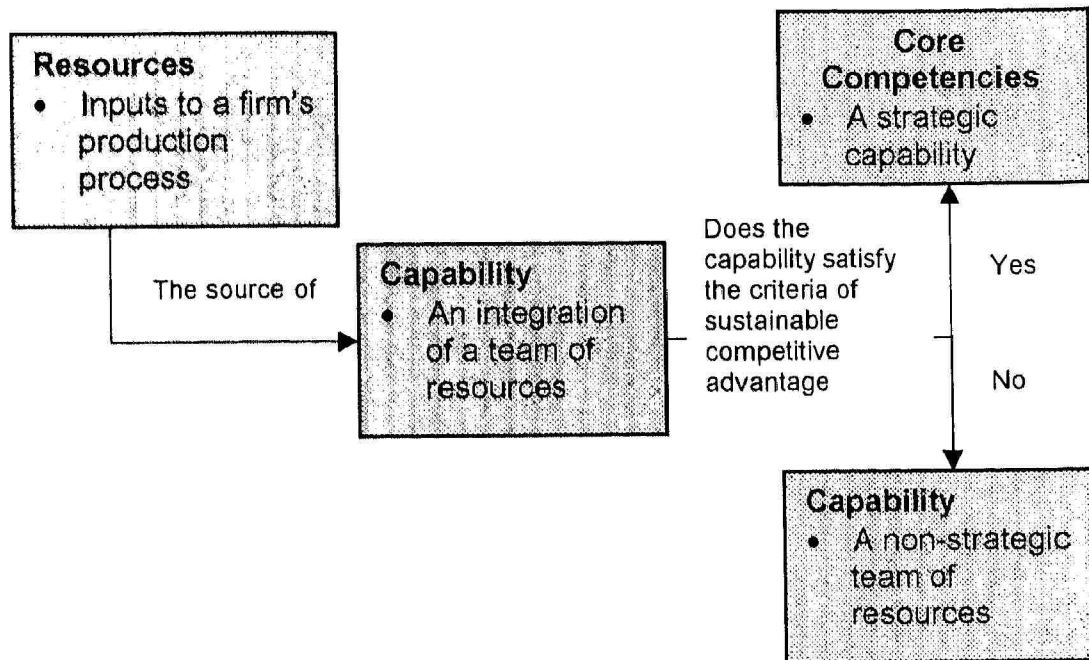 Resources
• Inputs to a firm's
production
process
The source of
Capability
• An integration
of a team of
resources
Does the
capability satisfy
the criteria of
sustainable
competitive
advantage
Core
Competencies
• A strategic
capability
Yes
No
Capability
• A non-strategic
team of
resources